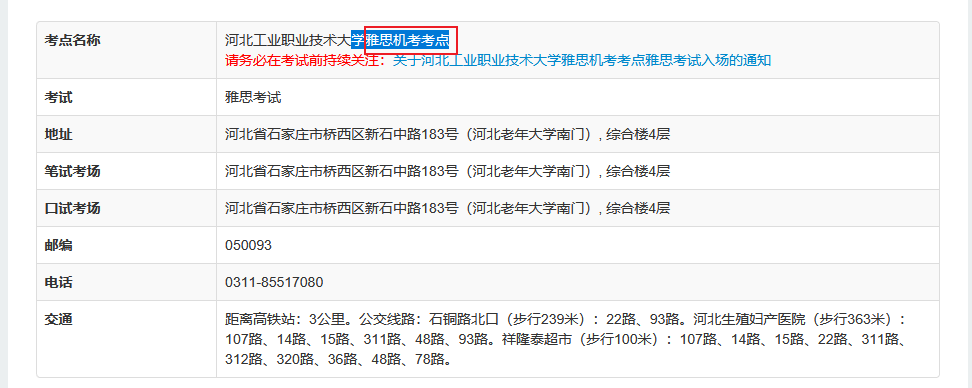 考点名称
河北工业职业技术大学雅思机考考点
请务必在考试前持续关注：关于河北工业职业技术大学雅思机考考点雅思考试入场的通知
考试
雅思考试
地址
河北省石家庄市桥西区新石中路183号（河北老年大学南门）, 综合楼4层
笔试考场
河北省石家庄市桥西区新石中路183号（河北老年大学南门）, 综合楼4层
口试考场
河北省石家庄市桥西区新石中路183号（河北老年大学南门）, 综合楼4层
邮编
050093
电话
0311-85517080
交通
距离高铁站：3公里。公交线路：石铜路北口（步行239米）：22路、93路。河北生殖妇产医院（步行363米）：
107路、14路、15路、311路、48路、93路。祥隆泰超市（步行100米）：107路、14路、15路、22路、311路、
312路、320路、36路、48路、78路。